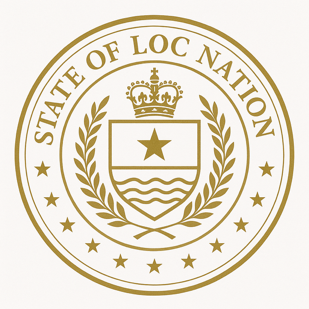 STATE OF LOC NATION